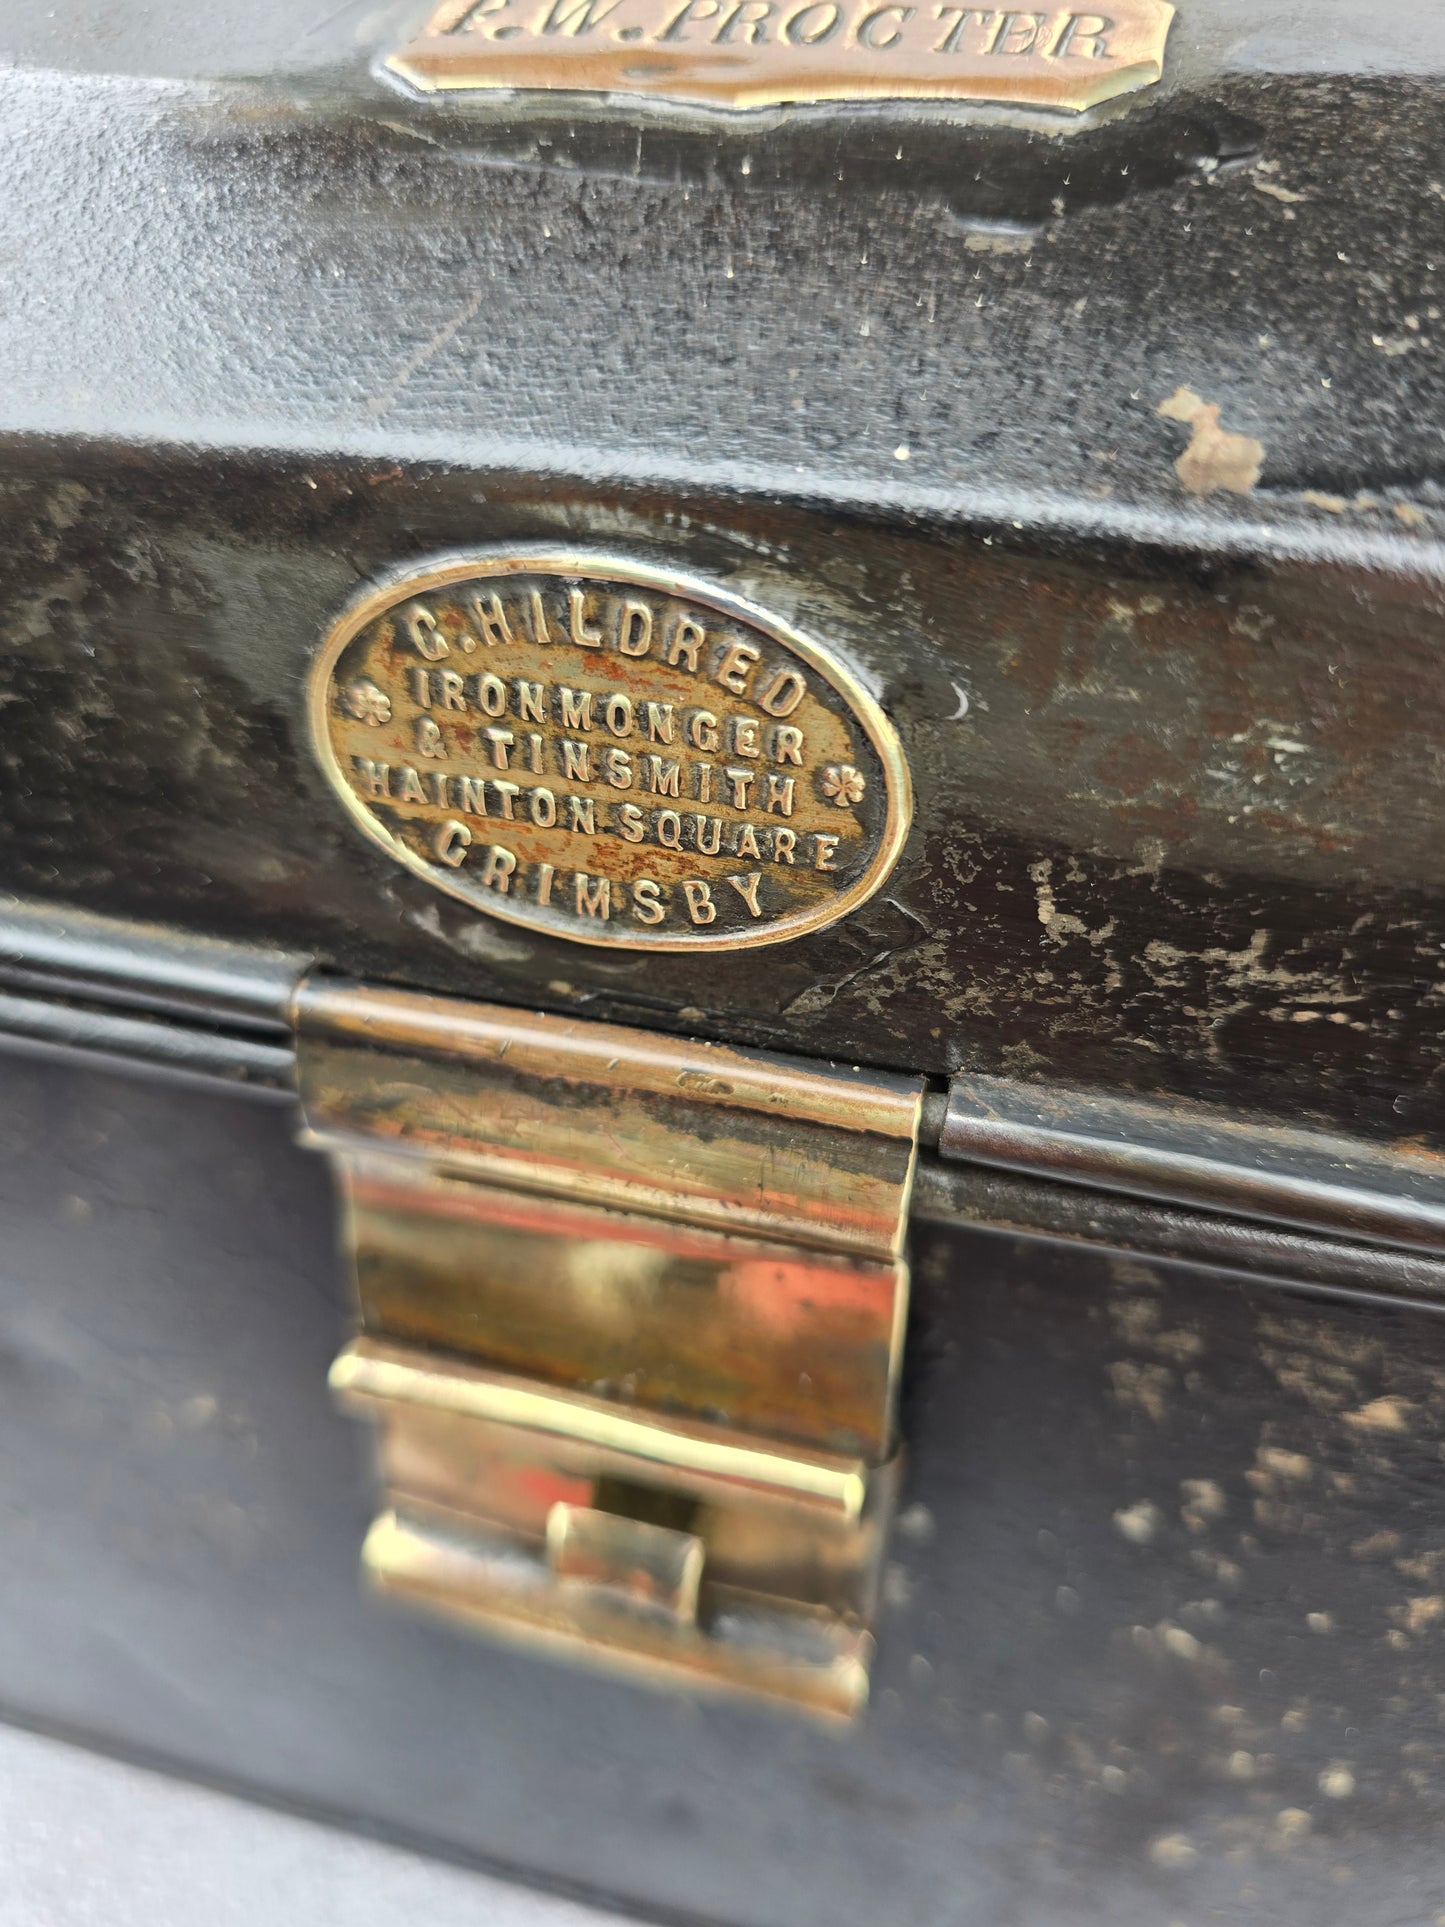 W. PROCTER
G. HILDRED
IRONMONGER
& TINSMITH
HAINTON SQUARE
GRIMSBY